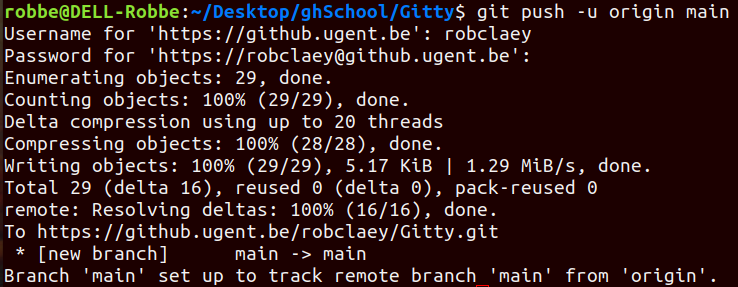 robbe@DELL-Robbe:~/Desktop/ghSchool/Gitty$ git push -u origin main
Username for 'https://github.ugent.be': robclaey
Password for 'https://robclaey@github.ugent.be':
Enumerating objects: 29, done.
Counting objects: 100% (29/29), done.
Delta compression using up to 20 threads
Compressing objects: 100% (28/28), done.
Writing objects: 100% (29/29), 5.17 KiB | 1.29 MiB/s, done.
Total 29 (delta 16), reused 0 (delta 0), pack-reused 0
remote: Resolving deltas: 100% (16/16), done.
To https://github.ugent.be/robclaey/Gitty.git
 * [new branch]      main -> main
Branch 'main' set up to track remote branch 'main' from 'origin'.